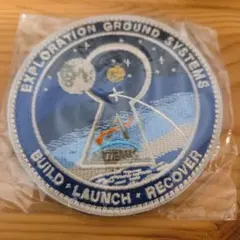 EXPLORATION GROUND SYSTEMS
BUILD · LAUNCH · RECOVER